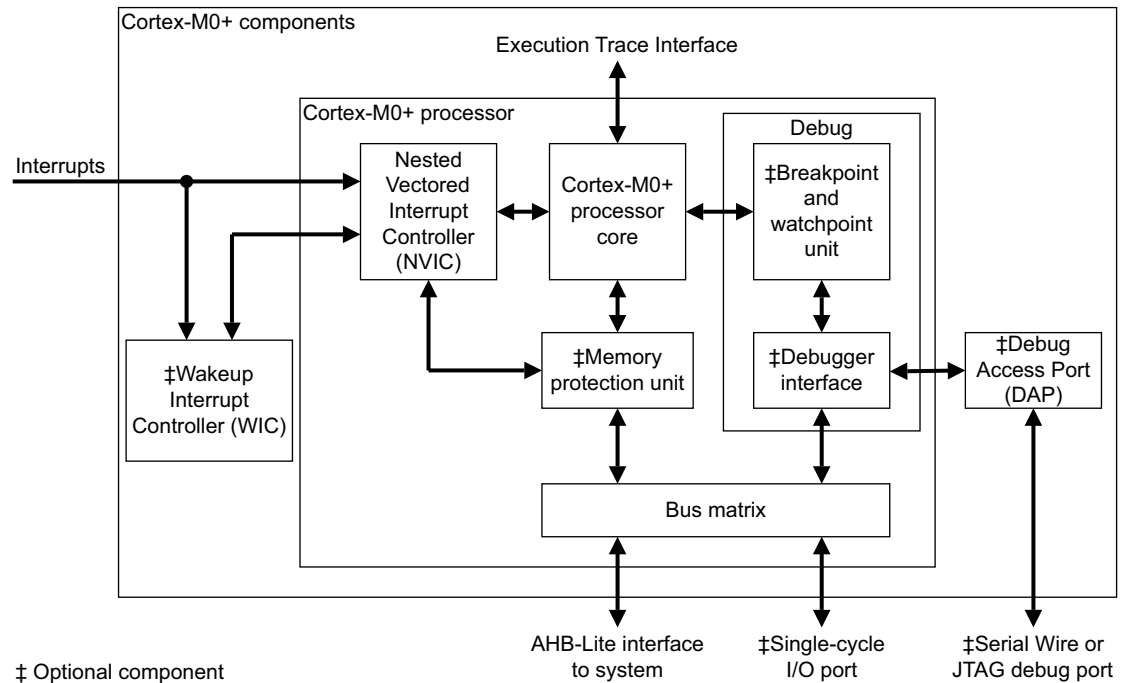 Cortex-M0+ components
Execution Trace Interface
Cortex-M0+ processor
Debug
Interrupts
Nested
Vectored
Interrupt
Controller
(NVIC)
Cortex-M0+
processor
core
‡Breakpoint
and
watchpoint
unit
‡Wakeup
Interrupt
Controller (WIC)
‡Memory
protection unit
‡Debugger
interface
‡Debug
Access Port
(DAP)
Bus matrix
AHB-Lite interface
to system
‡Single-cycle
I/O port
‡Serial Wire or
JTAG debug port
‡ Optional component